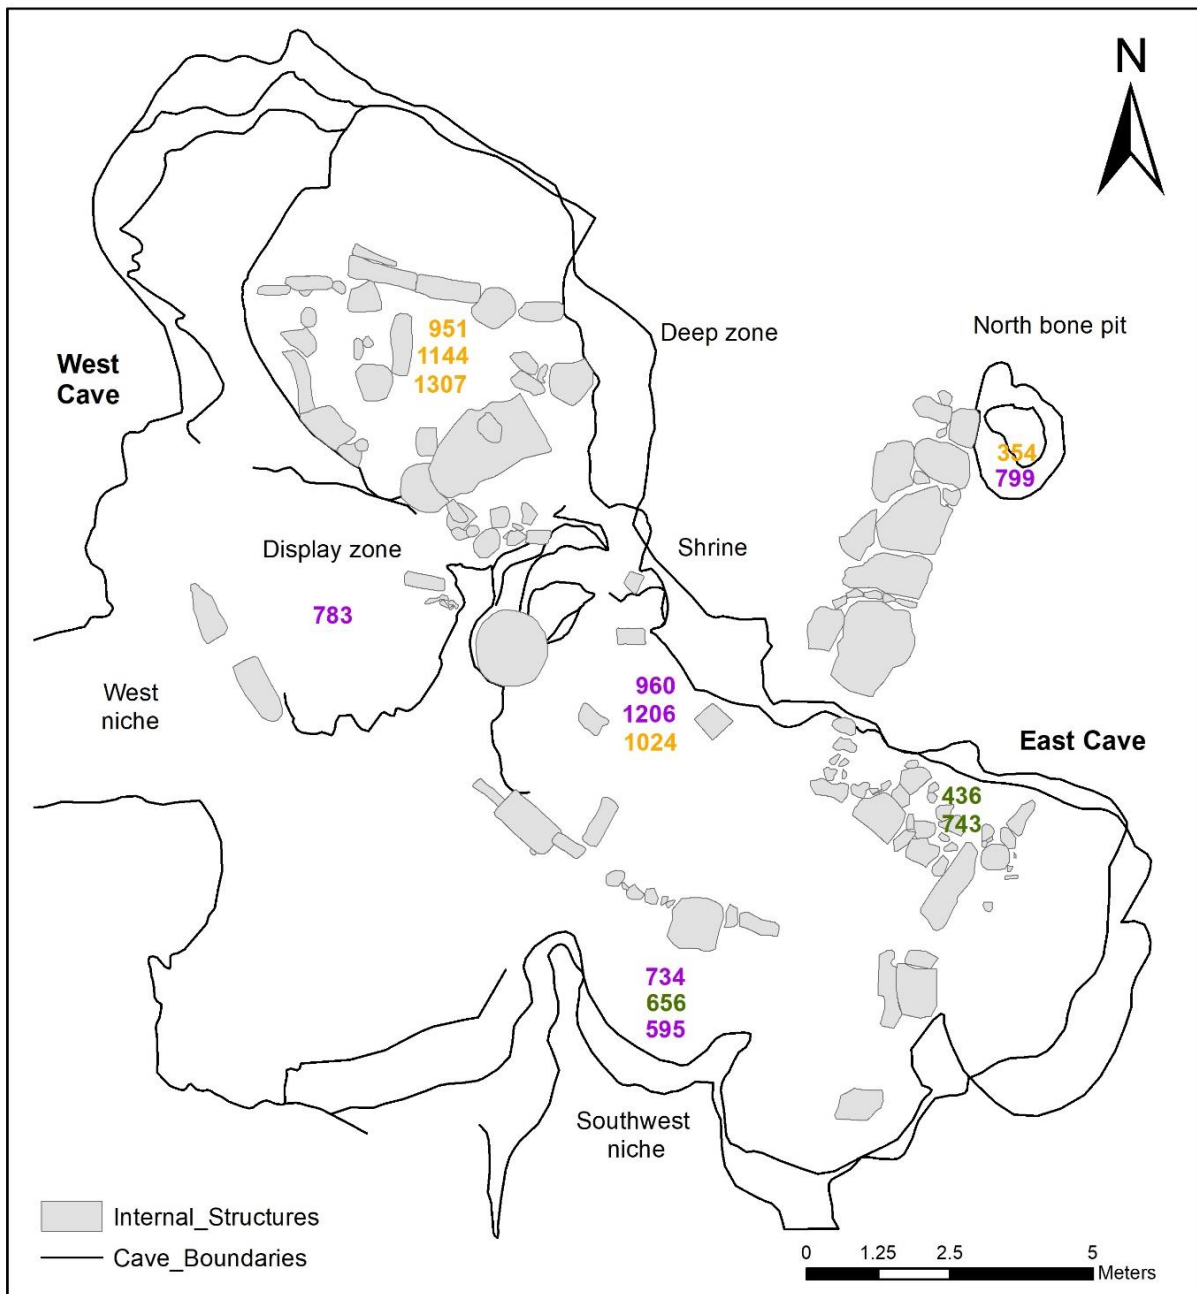 N
Deep zone
North bone pit
951
1144
1307
West
Cave
354
799
Display zone
Shrine
783
West
niche
960
1206
1024
East Cave
436
743
734
656
595
Southwest
niche
Internal_Structures
Cave_Boundaries
0 1.25 2.5 5
Meters